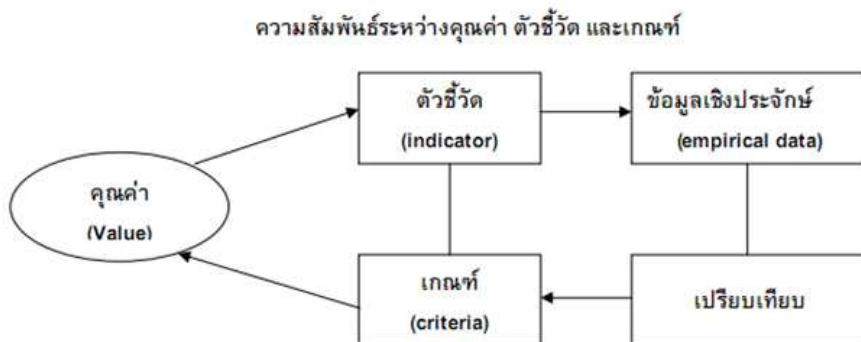 ความสัมพันธ์ระหว่างคุณค่า ตัวชี้วัด และเกณฑ์
ตัวชี้วัด
(indicator)
ข้อมูลเชิงประจักษ์
(empirical data)
คุณค่า
(Value)
เกณฑ์
(criteria)
เปรียบเทียบ